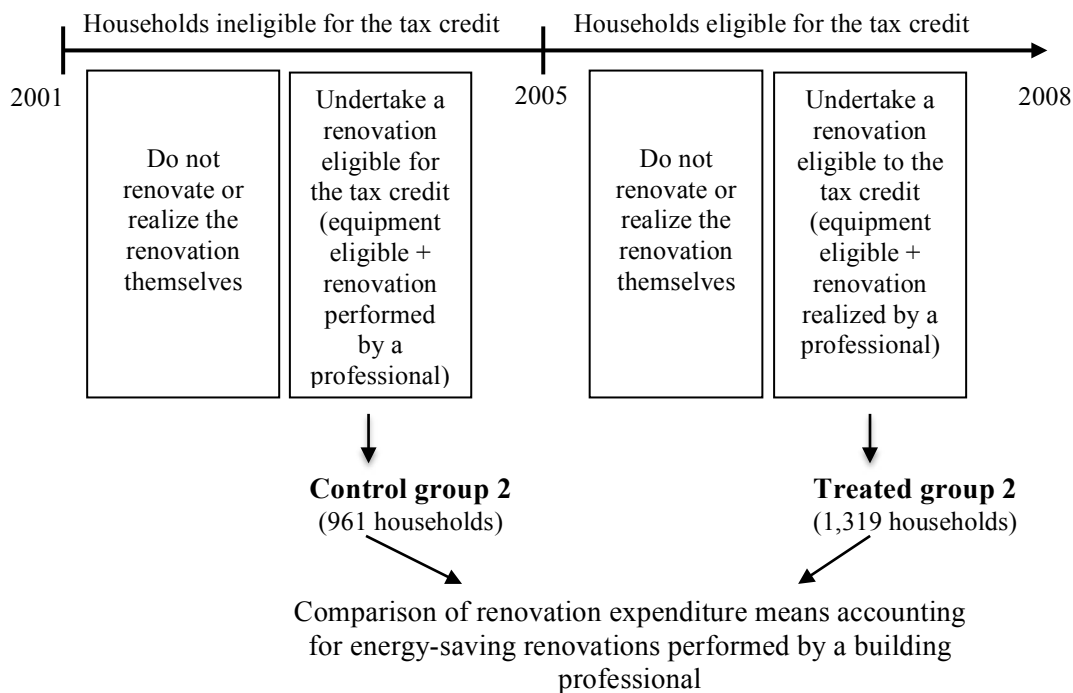 Households ineligible for the tax credit
Households eligible for the tax credit
2001
2005
2008
Do not
renovate or
realize the
renovation
themselves
Undertake a
renovation
eligible for
the tax credit
(equipment
eligible +
renovation
performed
by a
professional)
Do not
renovate or
realize the
renovation
themselves
Undertake a
renovation
eligible to the
tax credit
(equipment
eligible +
renovation
realized by a
professional)
Control group 2
(961 households)
Treated group 2
(1,319 households)
Comparison of renovation expenditure means accounting
for energy-saving renovations performed by a building
professional